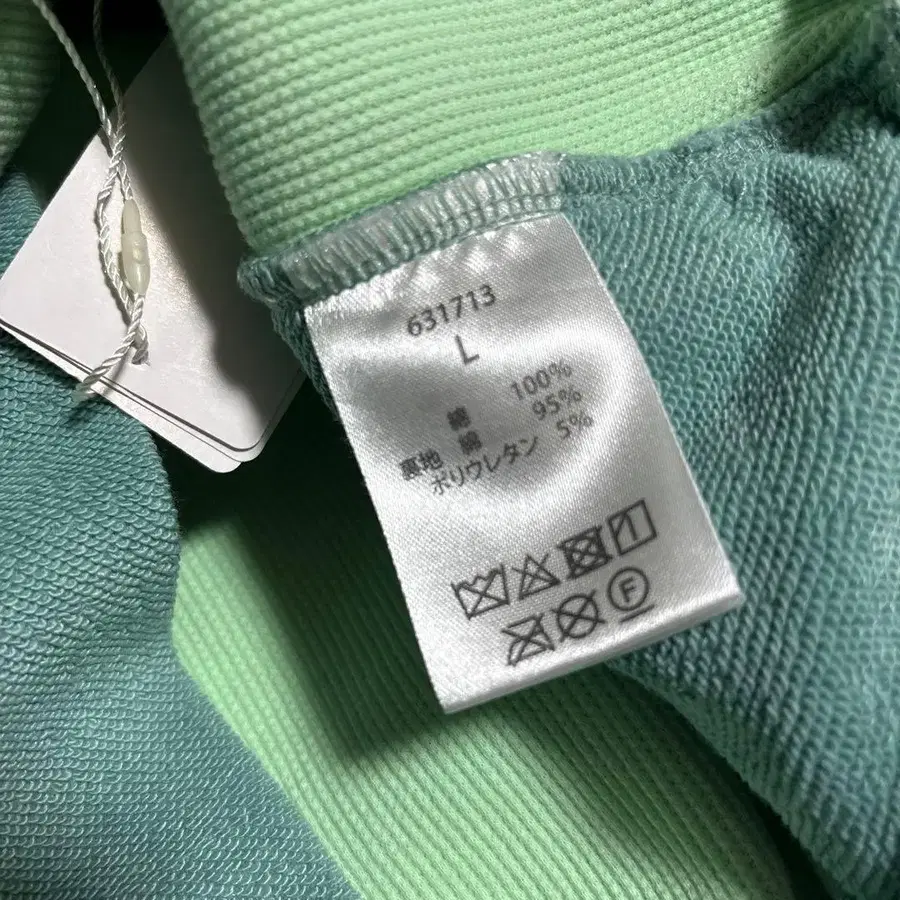 631713
L
綿 100%
裏地 綿 95%
ポリウレタン 5%
F